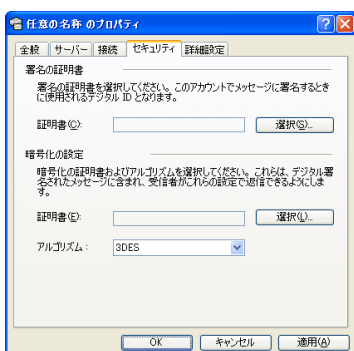 任意の名称 のプロパティ
全般 サーバー 接続 セキュリティ 詳細設定
署名の証明書
署名の証明書を選択してください。このアカウントでメッセージに署名するとき
に使用されるデジタル ID となります。
証明書(C): 選択(S)...
暗号化の設定
暗号化の証明書およびアルゴリズムを選択してください。これらは、デジタル署
名されたメッセージに含まれ、受信者がこれらの設定で返信できるようにしま
す。
証明書(E): 選択(L)...
アルゴリズム: 3DES
OK キャンセル 適用(A)